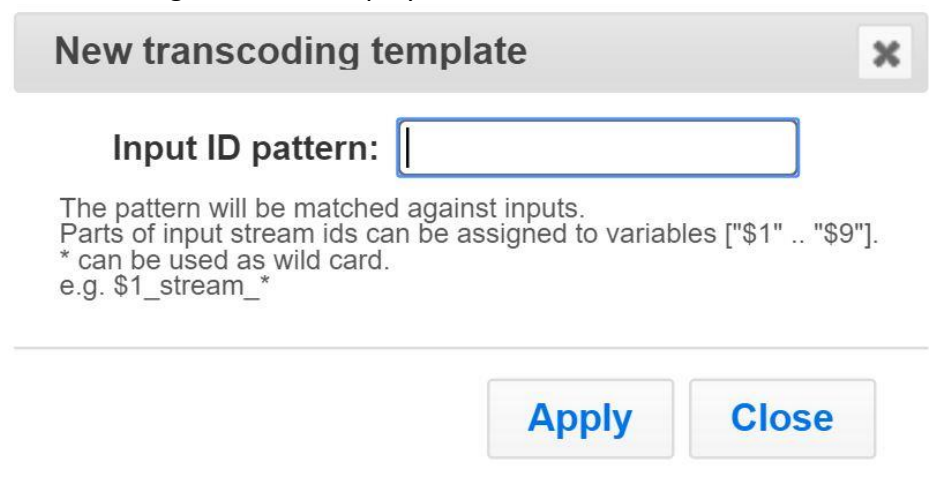 New transcoding template
Input ID pattern:
The pattern will be matched against inputs.
Parts of input stream ids can be assigned to variables ["$1" .. "$9"].
* can be used as wild card.
e.g. $1_stream_*
Apply Close